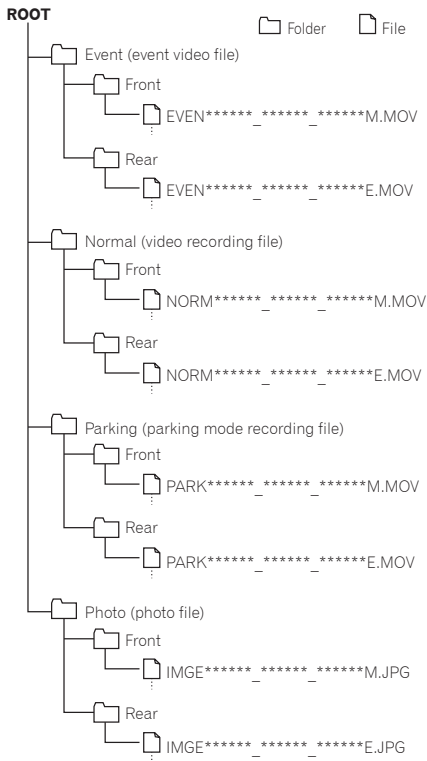 ROOT
Folder File
Event (event video file)
Front
EVEN******_******_******M.MOV
Rear
EVEN******_******_******E.MOV
Normal (video recording file)
Front
NORM******_******_******M.MOV
Rear
NORM******_******_******E.MOV
Parking (parking mode recording file)
Front
PARK******_******_******M.MOV
Rear
PARK******_******_******E.MOV
Photo (photo file)
Front
IMGE******_******_******M.JPG
Rear
IMGE******_******_******E.JPG